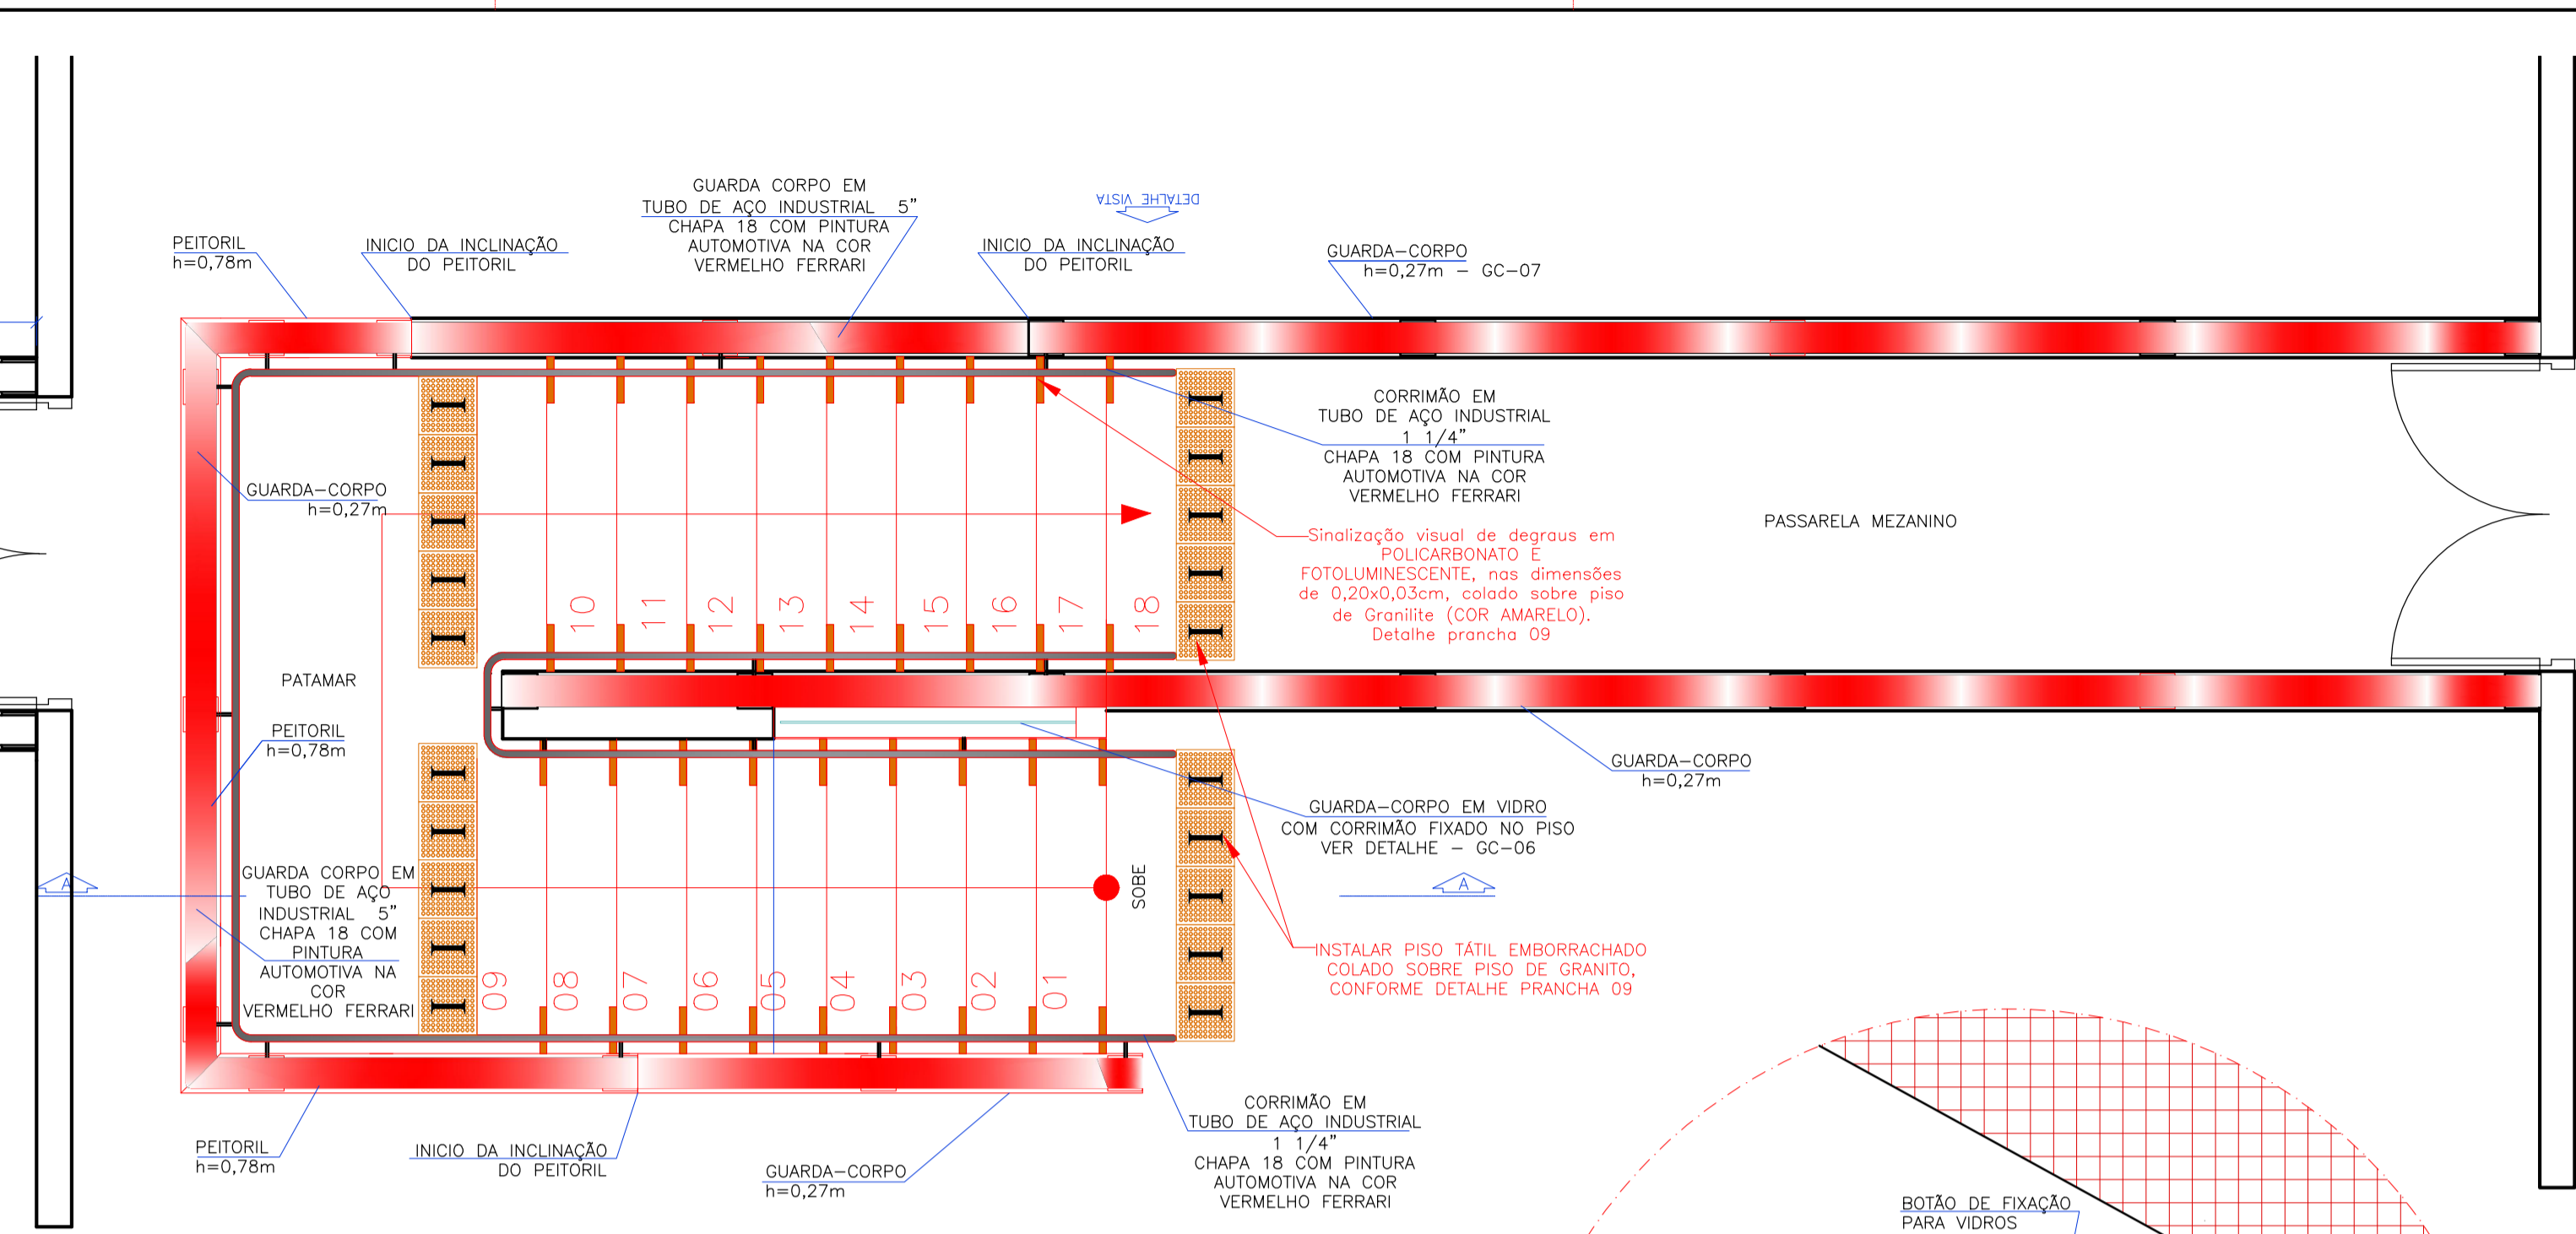 GUARDA CORPO EM
TUBO DE AÇO INDUSTRIAL 5"
CHAPA 18 COM PINTURA
AUTOMOTIVA NA COR
VERMELHO FERRARI
DETALHE VISTA
PEITORIL
h=0,78m
INICIO DA INCLINAÇÃO
DO PEITORIL
INICIO DA INCLINAÇÃO
DO PEITORIL
GUARDA-CORPO
h=0,27m - GC-07
CORRIMÃO EM
TUBO DE AÇO INDUSTRIAL
1 1/4"
CHAPA 18 COM PINTURA
AUTOMOTIVA NA COR
VERMELHO FERRARI
GUARDA-CORPO
h=0,27m
PASSARELA MEZANINO
Sinalização visual de degraus em
POLICARBONATO E
FOTOLUMINESCENTE, nas dimensões
de 0,20x0,03cm, colado sobre piso
de Granilite (COR AMARELO).
Detalhe prancha 09
10
11
12
13
14
15
16
17
18
PATAMAR
PEITORIL
h=0,78m
GUARDA-CORPO
h=0,27m
GUARDA-CORPO EM VIDRO
COM CORRIMÃO FIXADO NO PISO
VER DETALHE - GC-06
A
A
SOBE
GUARDA CORPO EM
TUBO DE AÇO
INDUSTRIAL 5"
CHAPA 18 COM
PINTURA
AUTOMOTIVA NA
COR
VERMELHO FERRARI
09
08
07
06
05
04
03
02
01
INSTALAR PISO TÁTIL EMBORRACHADO
COLADO SOBRE PISO DE GRANITO,
CONFORME DETALHE PRANCHA 09
PEITORIL
h=0,78m
INICIO DA INCLINAÇÃO
DO PEITORIL
GUARDA-CORPO
h=0,27m
CORRIMÃO EM
TUBO DE AÇO INDUSTRIAL
1 1/4"
CHAPA 18 COM PINTURA
AUTOMOTIVA NA COR
VERMELHO FERRARI
BOTÃO DE FIXAÇÃO
PARA VIDROS